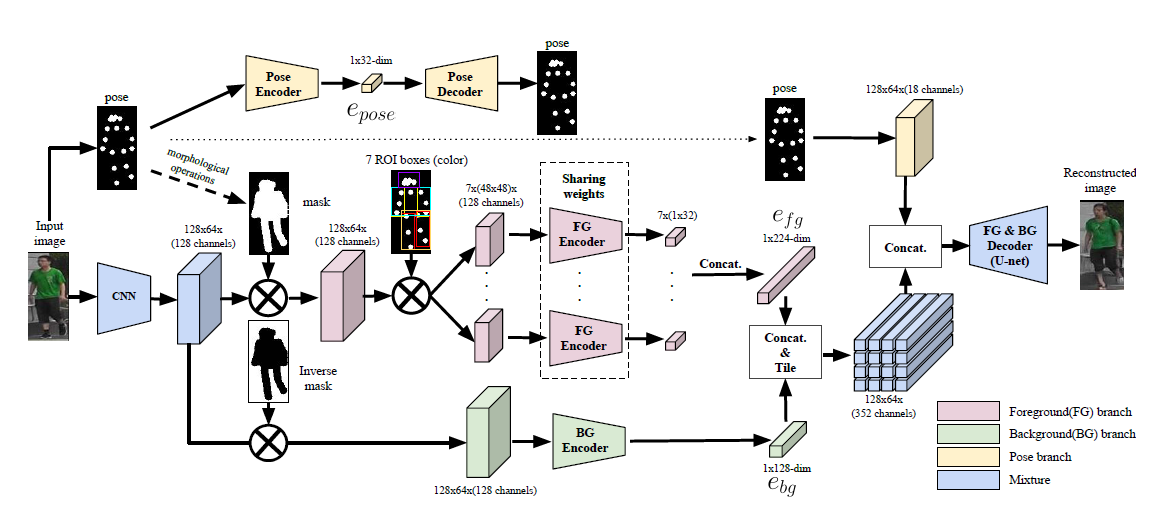 pose
1x32-dim
Pose
Encoder
Pose
Decoder
e_pose
pose
pose
128x64x(18 channels)
morphological
operations
7 ROI boxes (color)
mask
Sharing
weights
7x(48x48)x
(128 channels)
FG
Encoder
7x(1x32)
e_fg
1x224-dim
Reconstructed
image
Input
image
128x64x
(128 channels)
128x64x
(128 channels)
Concat.
Concat.
FG & BG
Decoder
(U-net)
CNN
FG
Encoder
Concat.
&
Tile
Inverse
mask
128x64x
(352 channels)
BG
Encoder
128x64x(128 channels)
1x128-dim
e_bg
Foreground(FG) branch
Background(BG) branch
Pose branch
Mixture